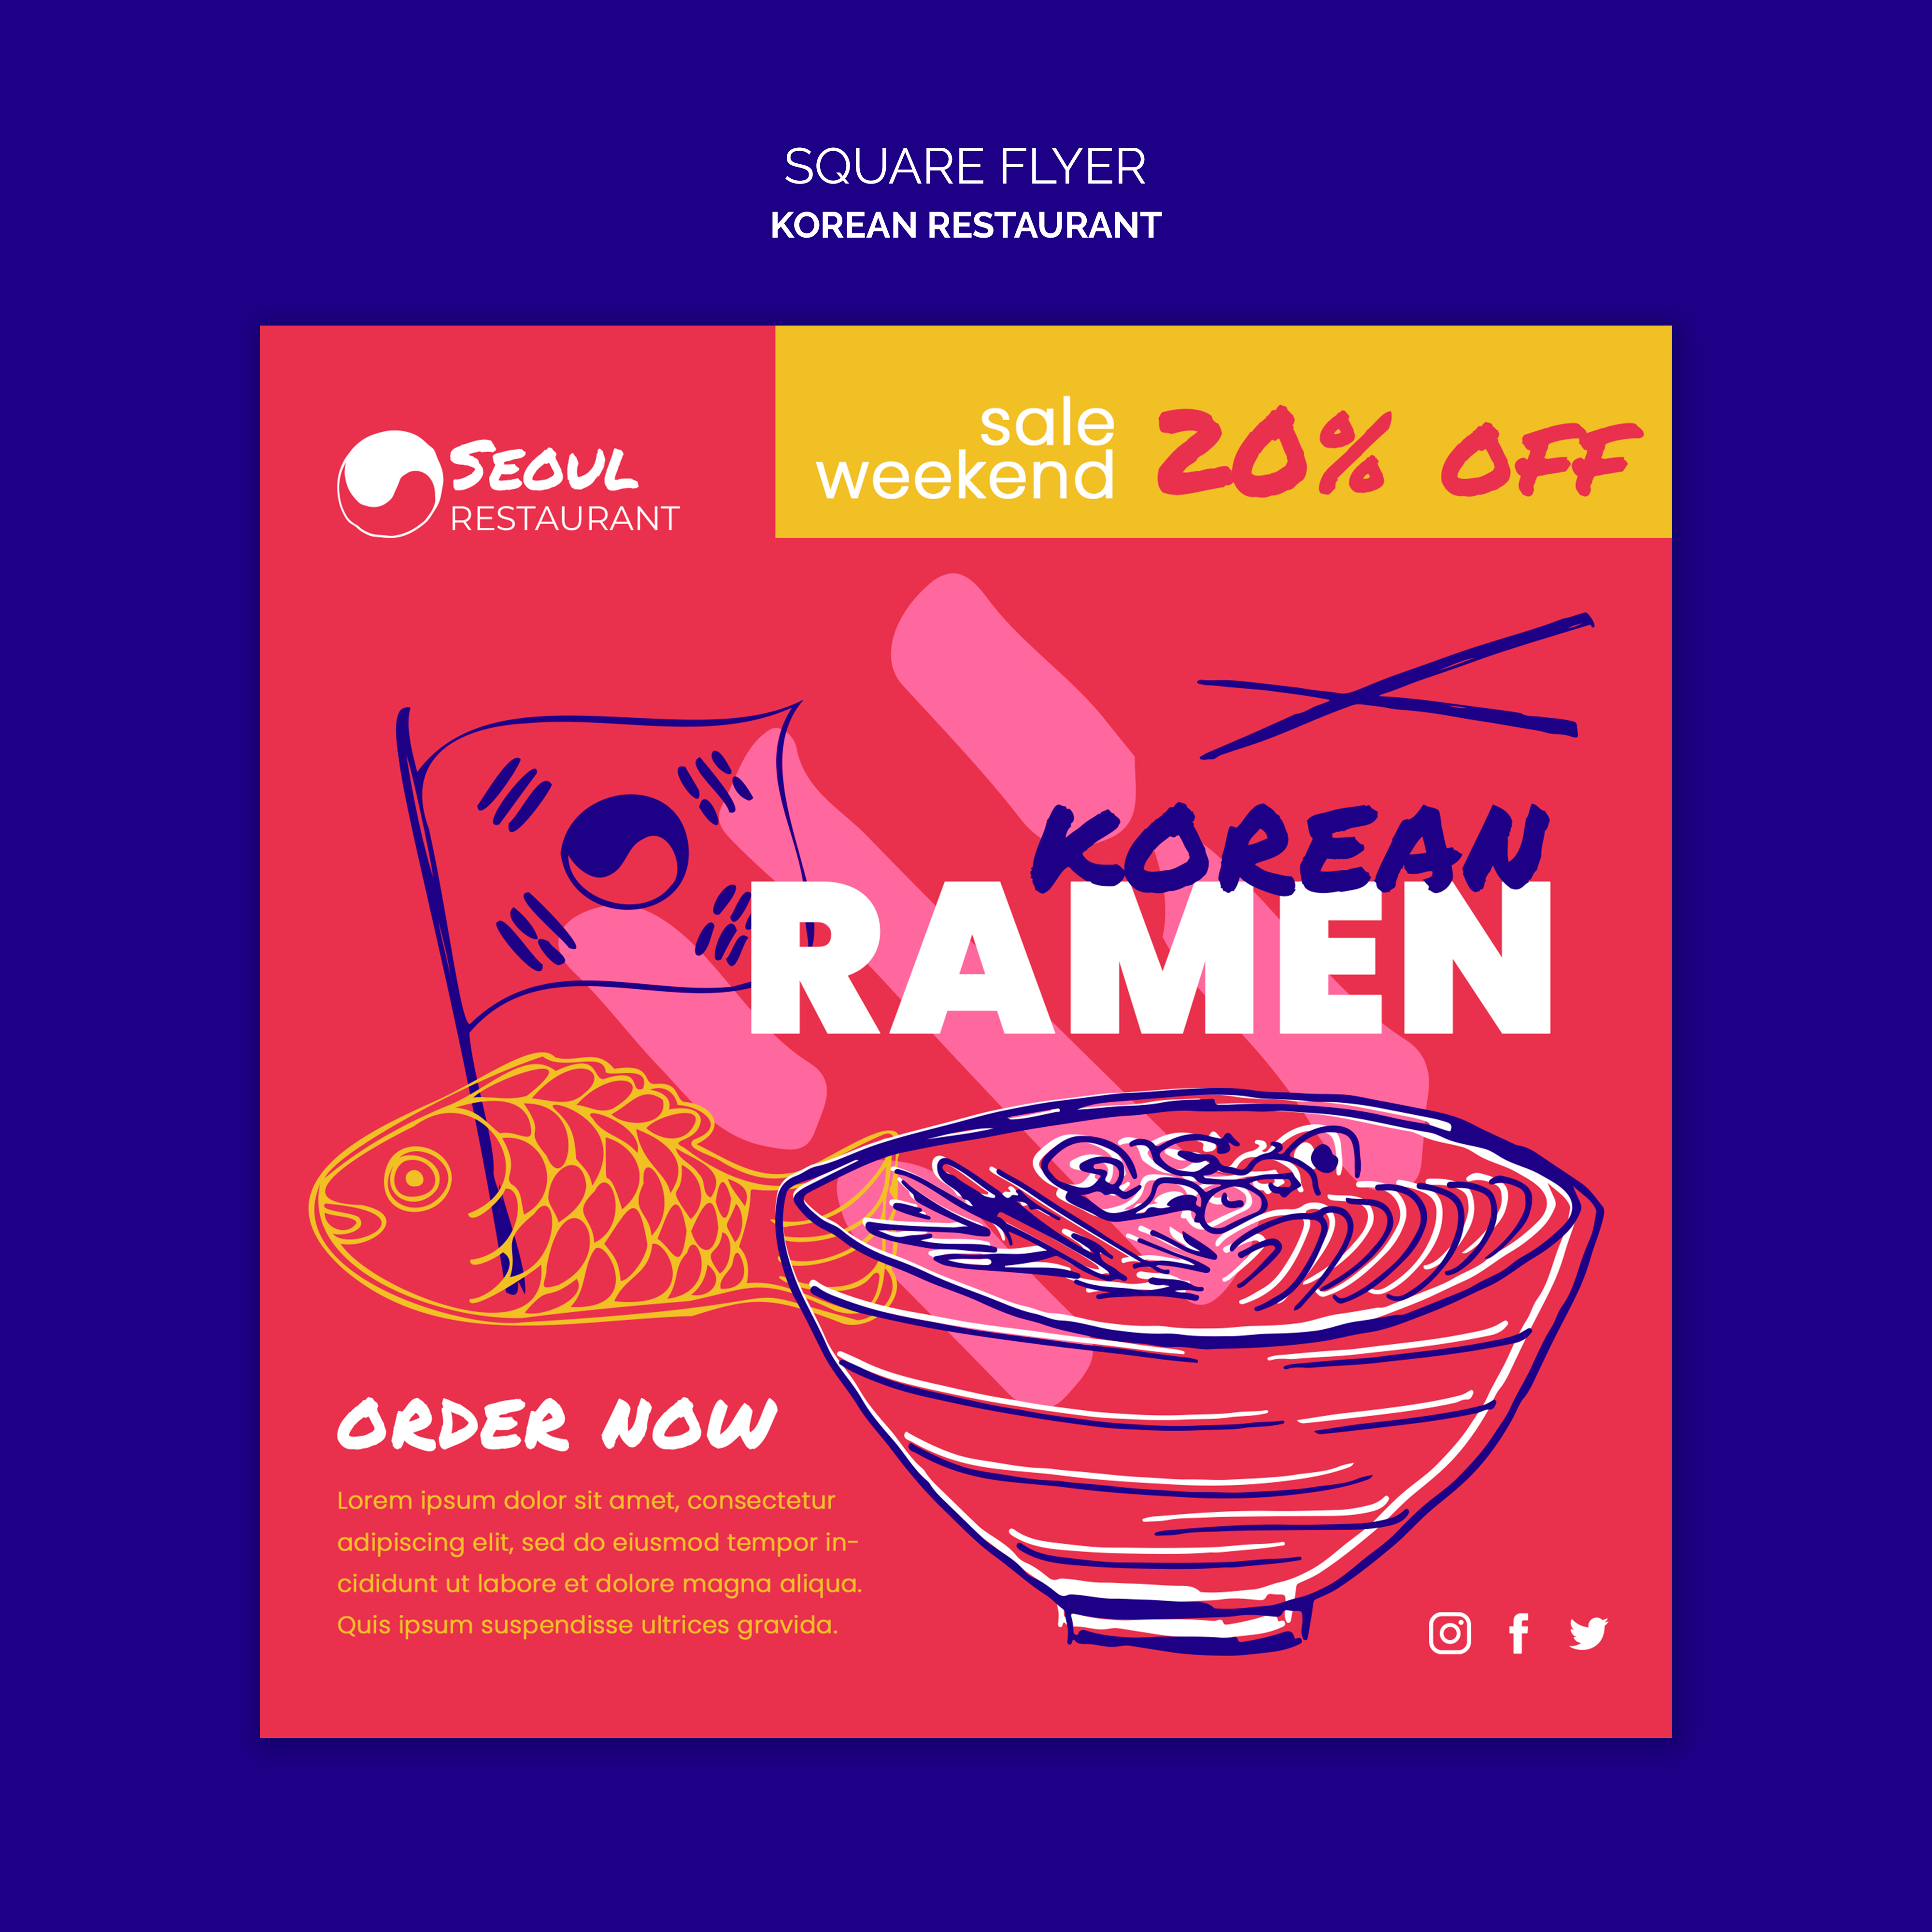 SQUARE FLYER
KOREAN RESTAURANT
SEOUL
RESTAURANT
sale
weekend
20% OFF
KOREAN
RAMEN
ORDER NOW
Lorem ipsum dolor sit amet, consectetur
adipiscing elit, sed do eiusmod tempor in-
cididunt ut labore et dolore magna aliqua.
Quis ipsum suspendisse ultrices gravida.